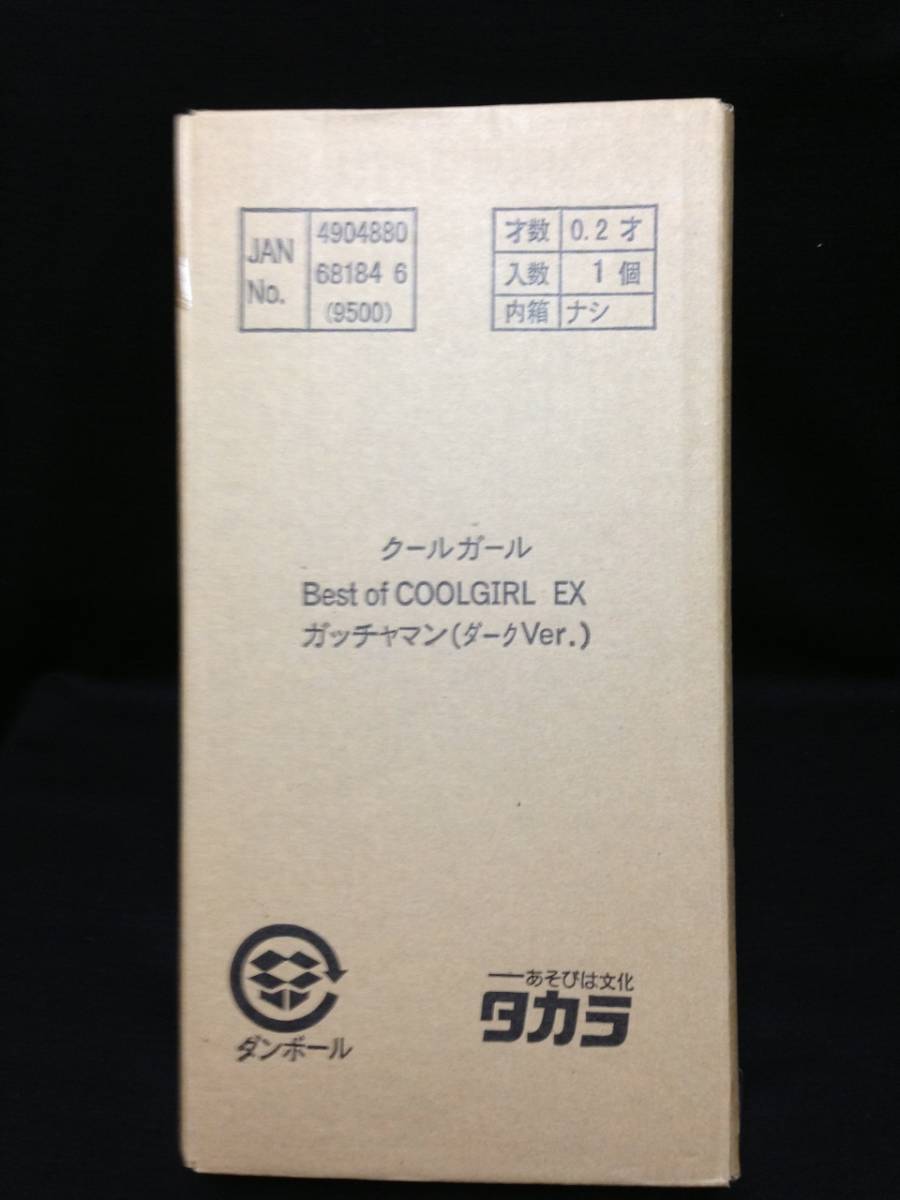 JAN No.
4904880
68184 6
(9500)
才数 0.2 才
入数 1 個
内箱 ナシ
クールガール
Best of COOLGIRL EX
ガッチャマン(ダークVer.)
ダンボール
あそびは文化
タカラ